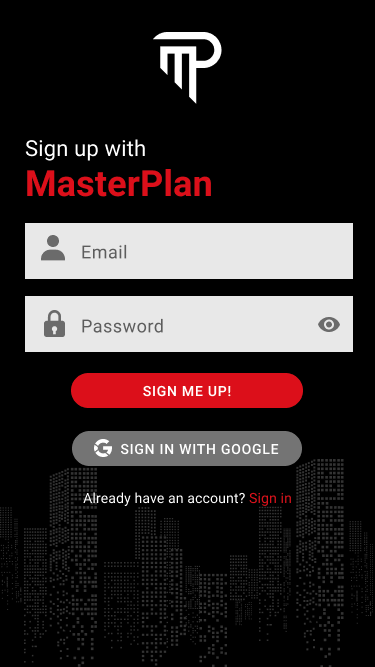 Sign up with
MasterPlan
Email
Password
SIGN ME UP!
SIGN IN WITH GOOGLE
Already have an account? Sign in